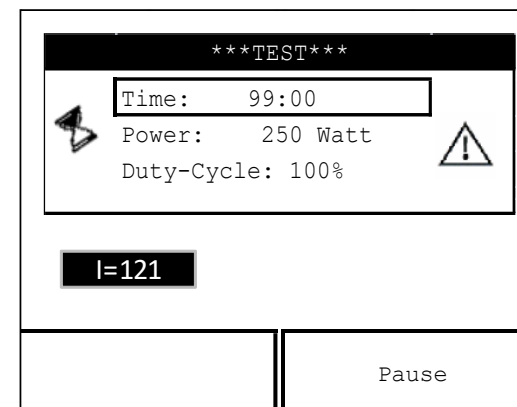 ***TEST***
Time: 99:00
Power: 250 Watt
Duty-Cycle: 100%
I=121
Pause